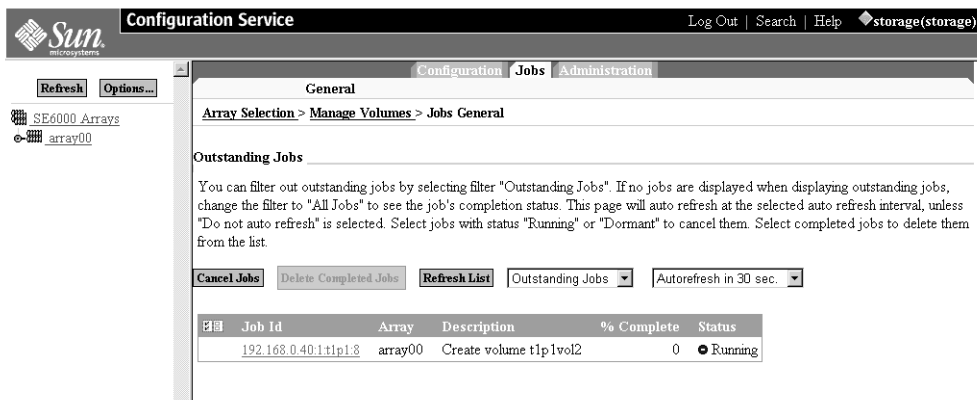 Sun
microsystems
Configuration Service
Log Out | Search | Help storage(storage)
Refresh Options...
SE6000 Arrays
array00
Configuration Jobs Administration
General
Array Selection > Manage Volumes > Jobs General
Outstanding Jobs
You can filter out outstanding jobs by selecting filter "Outstanding Jobs". If no jobs are displayed when displaying outstanding jobs,
change the filter to "All Jobs" to see the job's completion status. This page will auto refresh at the selected auto refresh interval, unless
"Do not auto refresh" is selected. Select jobs with status "Running" or "Dormant" to cancel them. Select completed jobs to delete them
from the list.
Cancel Jobs Delete Completed Jobs Refresh List Outstanding Jobs Autorefresh in 30 sec.
Job Id Array Description % Complete Status
192.168.0.40:1:t1p1:8 array00 Create volume t1p1vol2 0 Running